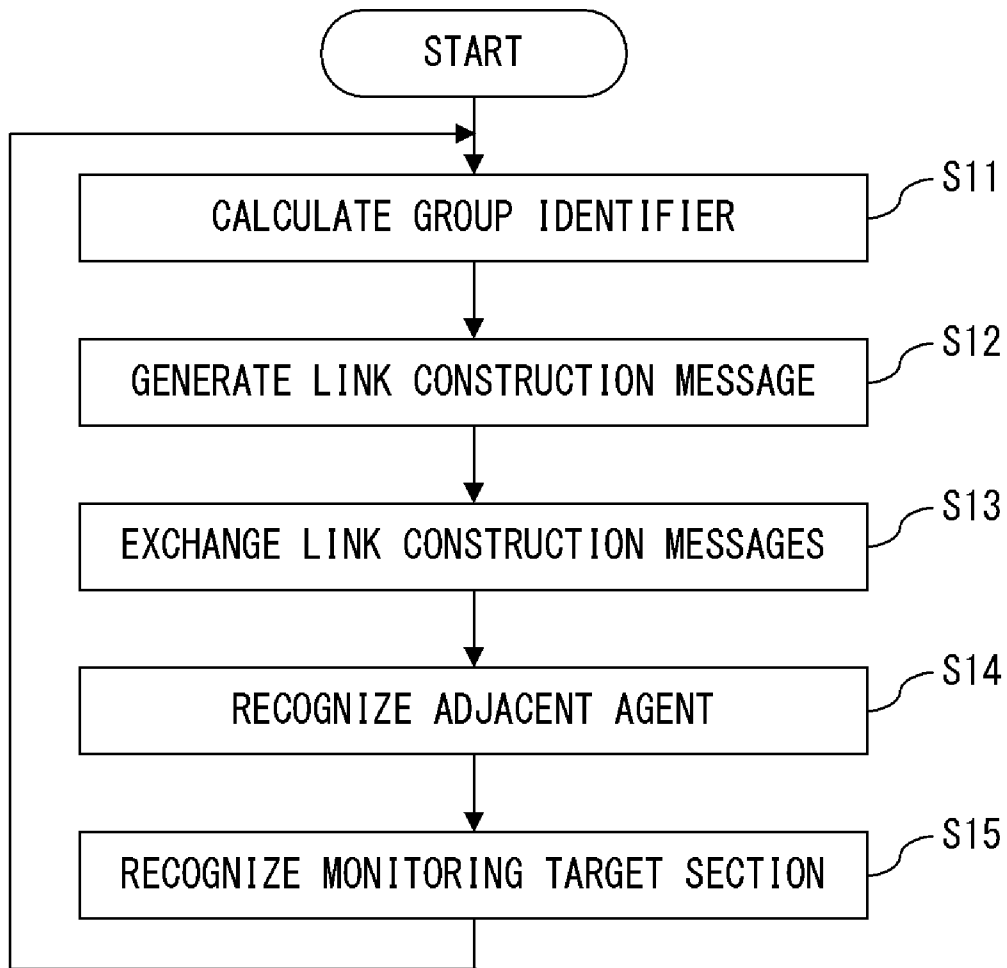 START
CALCULATE GROUP IDENTIFIER
S11
GENERATE LINK CONSTRUCTION MESSAGE
S12
EXCHANGE LINK CONSTRUCTION MESSAGES
S13
RECOGNIZE ADJACENT AGENT
S14
RECOGNIZE MONITORING TARGET SECTION
S15